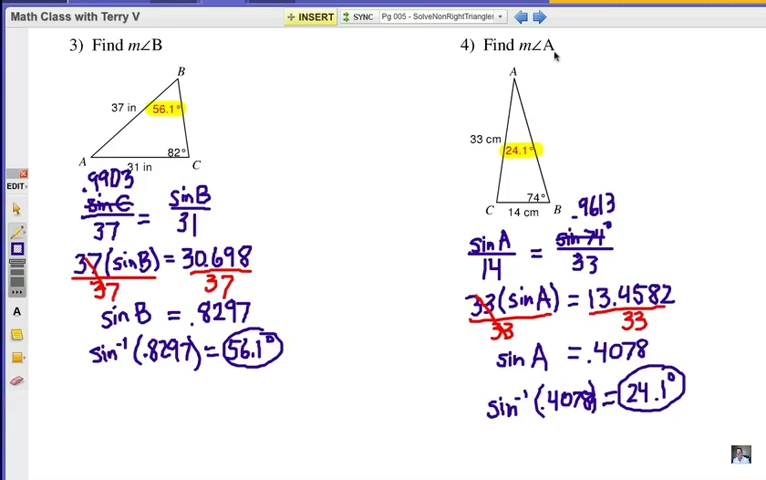 Math Class with Terry V
INSERT
SYNC
Pg 005 - SolveNonRightTriangles
EDIT
A
3) Find m∠B
B
37 in
56.1°
A
82°
C
31 in
.9903
sin C / 37 = sin B / 31
37 (sin B) / 37 = 30.698 / 37
sin B = .8297
sin⁻¹ (.8297) = 56.1°
4) Find m∠A
A
33 cm
24.1°
74°
C
14 cm
B
.9613
sin A / 14 = sin 74° / 33
33 (sin A) / 33 = 13.4582 / 33
sin A = .4078
sin⁻¹ (.4078) = 24.1°